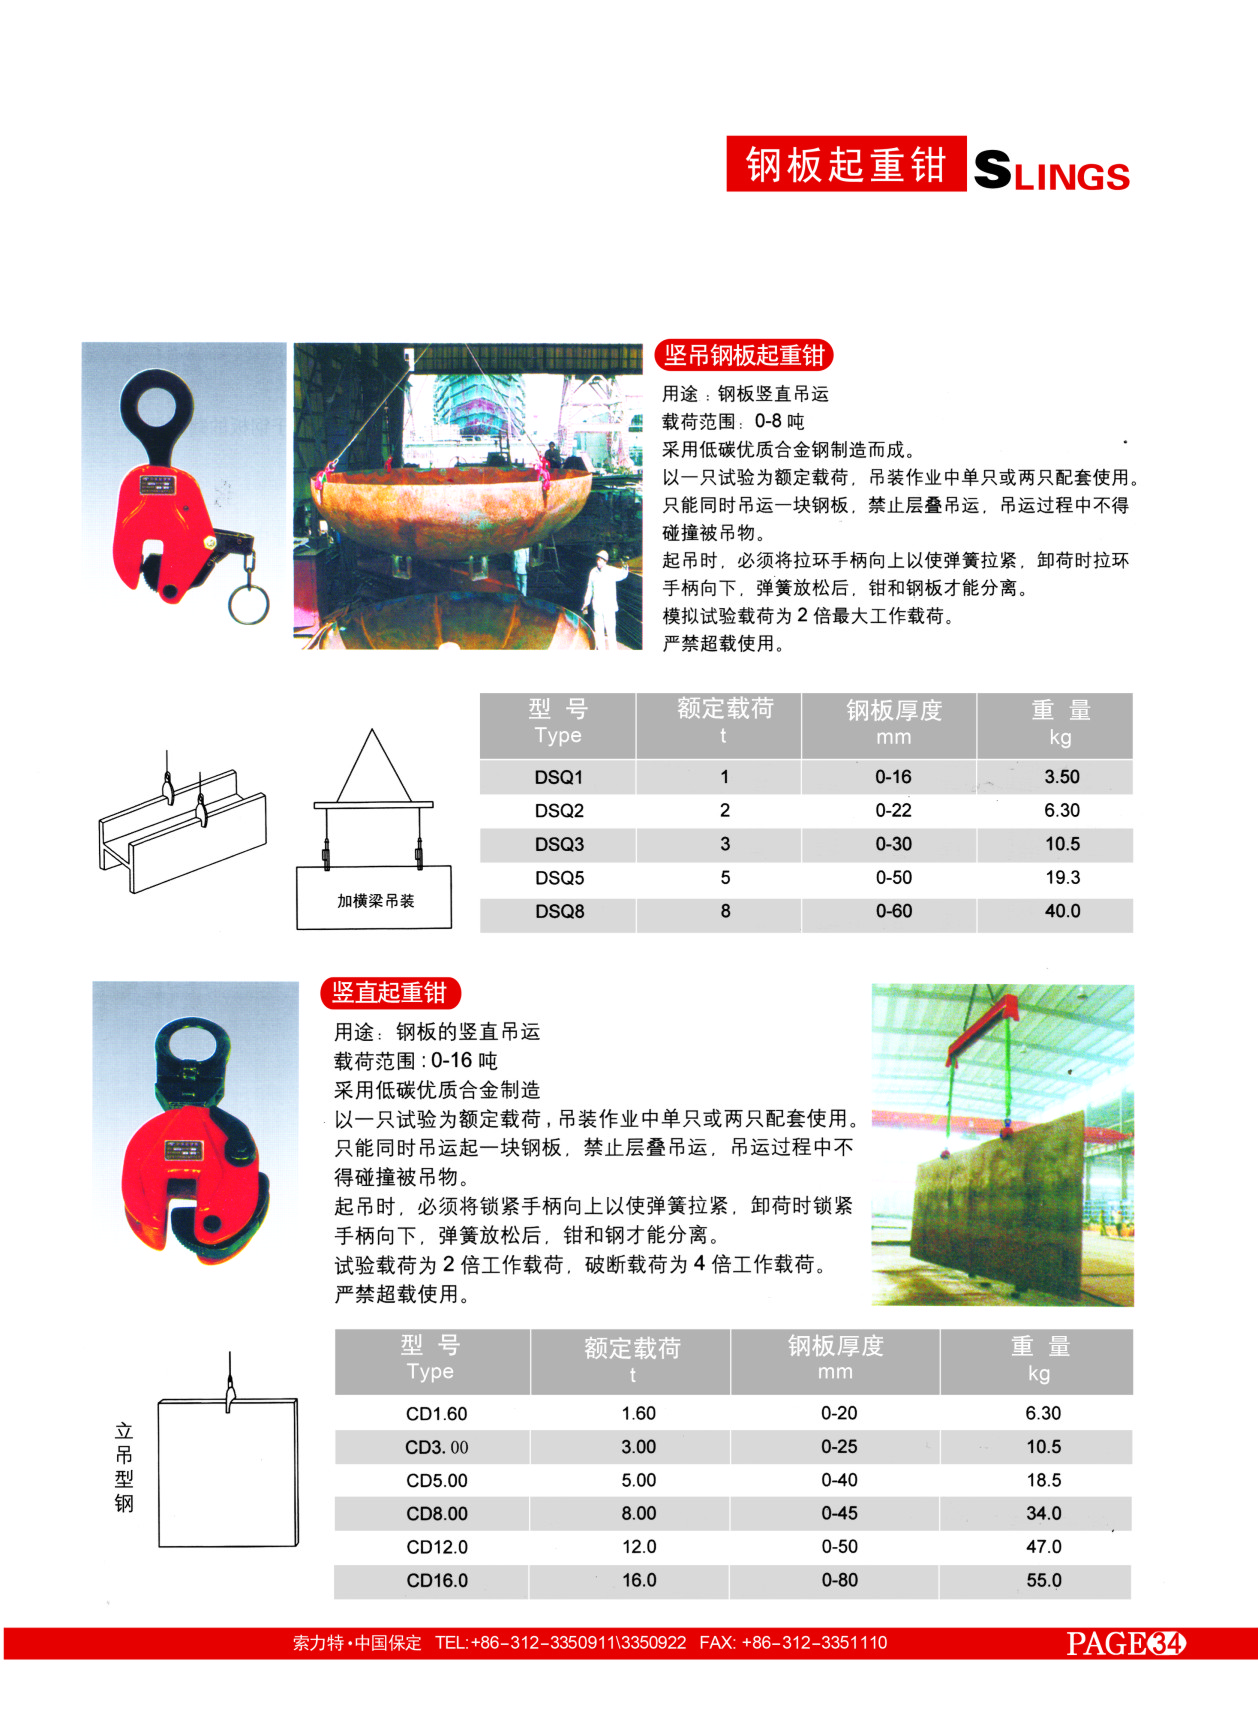 钢板起重钳 SLINGS
坚吊钢板起重钳
用途：钢板竖直吊运
载荷范围：0-8 吨
采用低碳优质合金钢制造而成。
以一只试验为额定载荷，吊装作业中单只或两只配套使用。
只能同时吊运一块钢板，禁止层叠吊运，吊运过程中不得
碰撞被吊物。
起吊时，必须将拉环手柄向上以使弹簧拉紧，卸荷时拉环
手柄向下，弹簧放松后，钳和钢板才能分离。
模拟试验载荷为 2 倍最大工作载荷。
严禁超载使用。
加横梁吊装
型 号 额定载荷 钢板厚度 重 量
Type t mm kg
DSQ1 1 0-16 3.50
DSQ2 2 0-22 6.30
DSQ3 3 0-30 10.5
DSQ5 5 0-50 19.3
DSQ8 8 0-60 40.0
竖直起重钳
用途：钢板的竖直吊运
载荷范围：0-16 吨
采用低碳优质合金制造
以一只试验为额定载荷，吊装作业中单只或两只配套使用。
只能同时吊运起一块钢板，禁止层叠吊运，吊运过程中不
得碰撞被吊物。
起吊时，必须将锁紧手柄向上以使弹簧拉紧，卸荷时锁紧
手柄向下，弹簧放松后，钳和钢才能分离。
试验载荷为 2 倍工作载荷，破断载荷为 4 倍工作载荷。
严禁超载使用。
立吊型钢
型 号 额定载荷 钢板厚度 重 量
Type t mm kg
CD1.60 1.60 0-20 6.30
CD3.00 3.00 0-25 10.5
CD5.00 5.00 0-40 18.5
CD8.00 8.00 0-45 34.0
CD12.0 12.0 0-50 47.0
CD16.0 16.0 0-80 55.0
索力特·中国保定 TEL:+86-312-3350911\3350922 FAX: +86-312-3351110
PAGE34